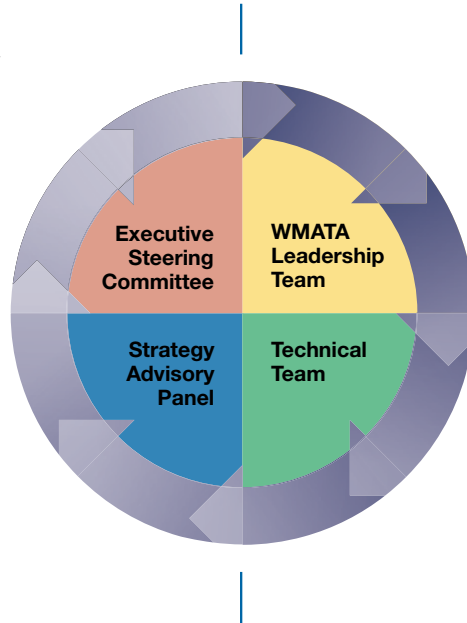 Executive
Steering
Committee
WMATA
Leadership
Team
Strategy
Advisory
Panel
Technical
Team